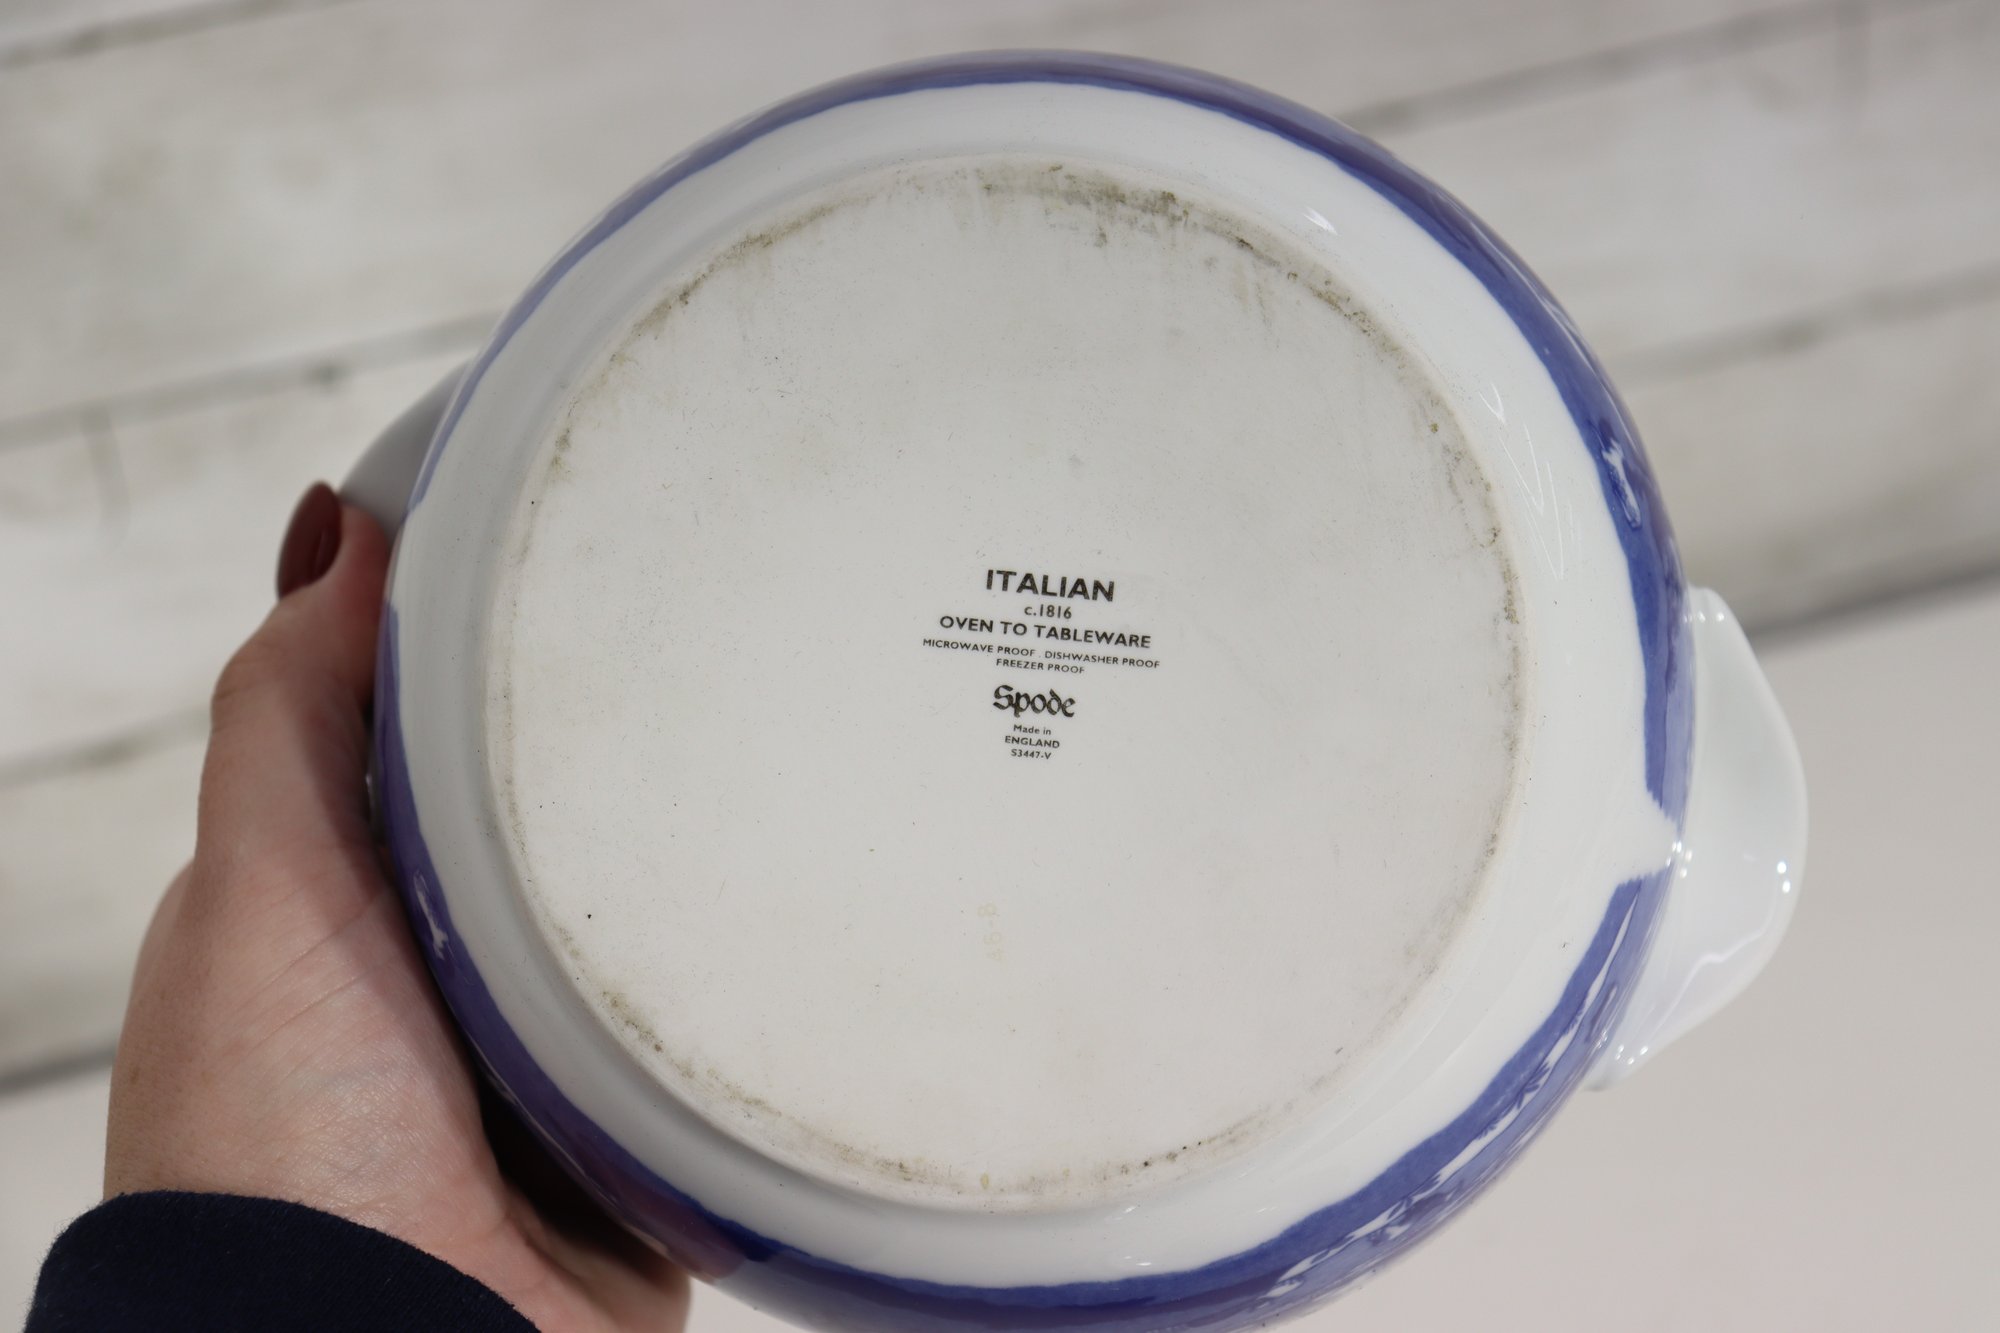 ITALIAN
c.1816
OVEN TO TABLEWARE
MICROWAVE PROOF . DISHWASHER PROOF
FREEZER PROOF
Spode
Made in
ENGLAND
S3447-V